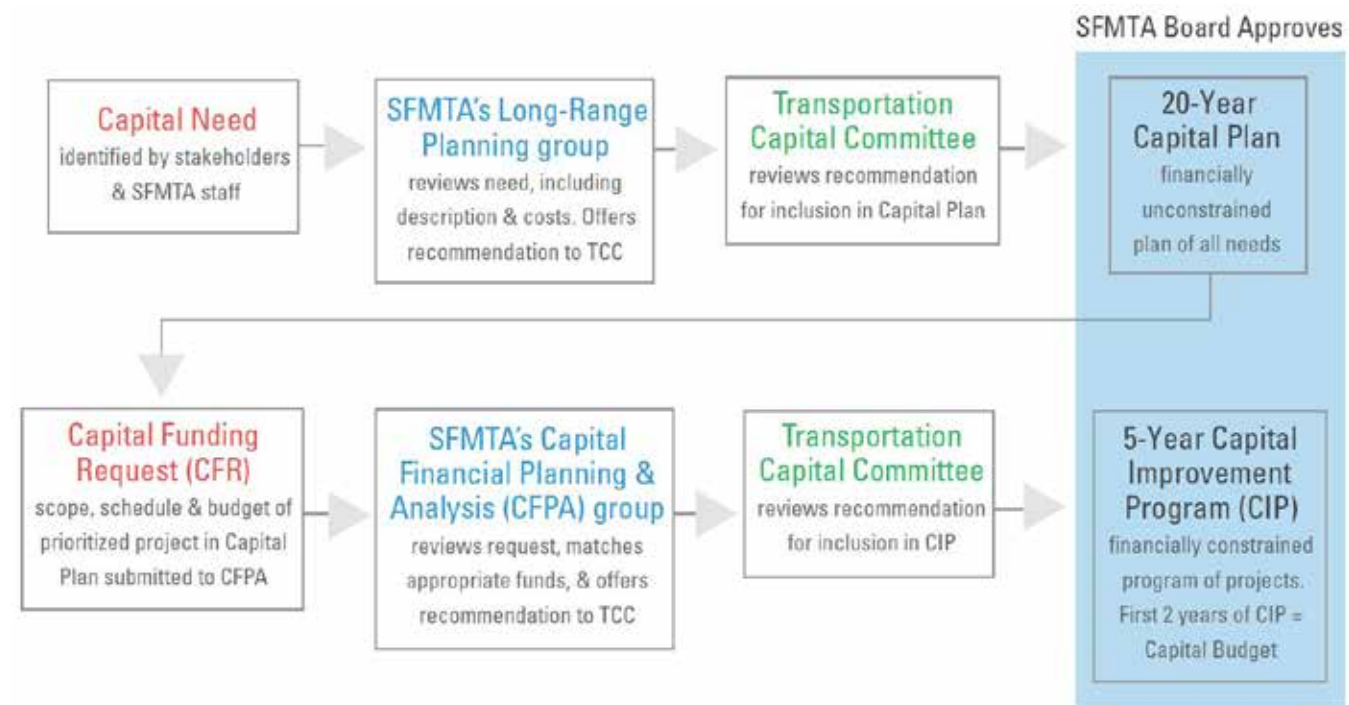 SFMTA Board Approves
Capital Need
identified by stakeholders
& SFMTA staff
SFMTA's Long-Range
Planning group
reviews need, including
description & costs. Offers
recommendation to TCC
Transportation
Capital Committee
reviews recommendation
for inclusion in Capital Plan
20-Year
Capital Plan
financially
unconstrained
plan of all needs
Capital Funding
Request (CFR)
scope, schedule & budget of
prioritized project in Capital
Plan submitted to CFPA
SFMTA's Capital
Financial Planning &
Analysis (CFPA) group
reviews request, matches
appropriate funds, & offers
recommendation to TCC
Transportation
Capital Committee
reviews recommendation
for inclusion in CIP
5-Year Capital
Improvement
Program (CIP)
financially constrained
program of projects.
First 2 years of CIP =
Capital Budget